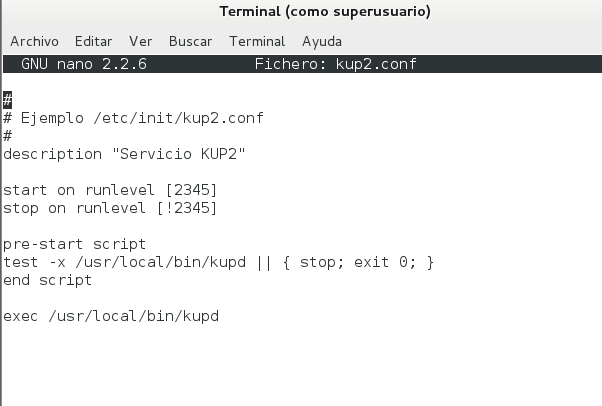 Terminal (como superusuario)
Archivo Editar Ver Buscar Terminal Ayuda
GNU nano 2.2.6 Fichero: kup2.conf
#
# Ejemplo /etc/init/kup2.conf
#
description "Servicio KUP2"
start on runlevel [2345]
stop on runlevel [!2345]
pre-start script
test -x /usr/local/bin/kupd || { stop; exit 0; }
end script
exec /usr/local/bin/kupd